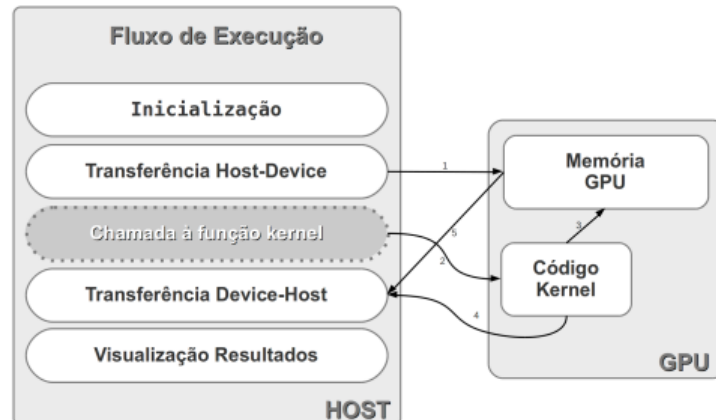 Fluxo de Execução
Inicialização
Transferência Host-Device
Chamada à função kernel
Transferência Device-Host
Visualização Resultados
HOST
1
5
2
3
4
Memória
GPU
Código
Kernel
GPU